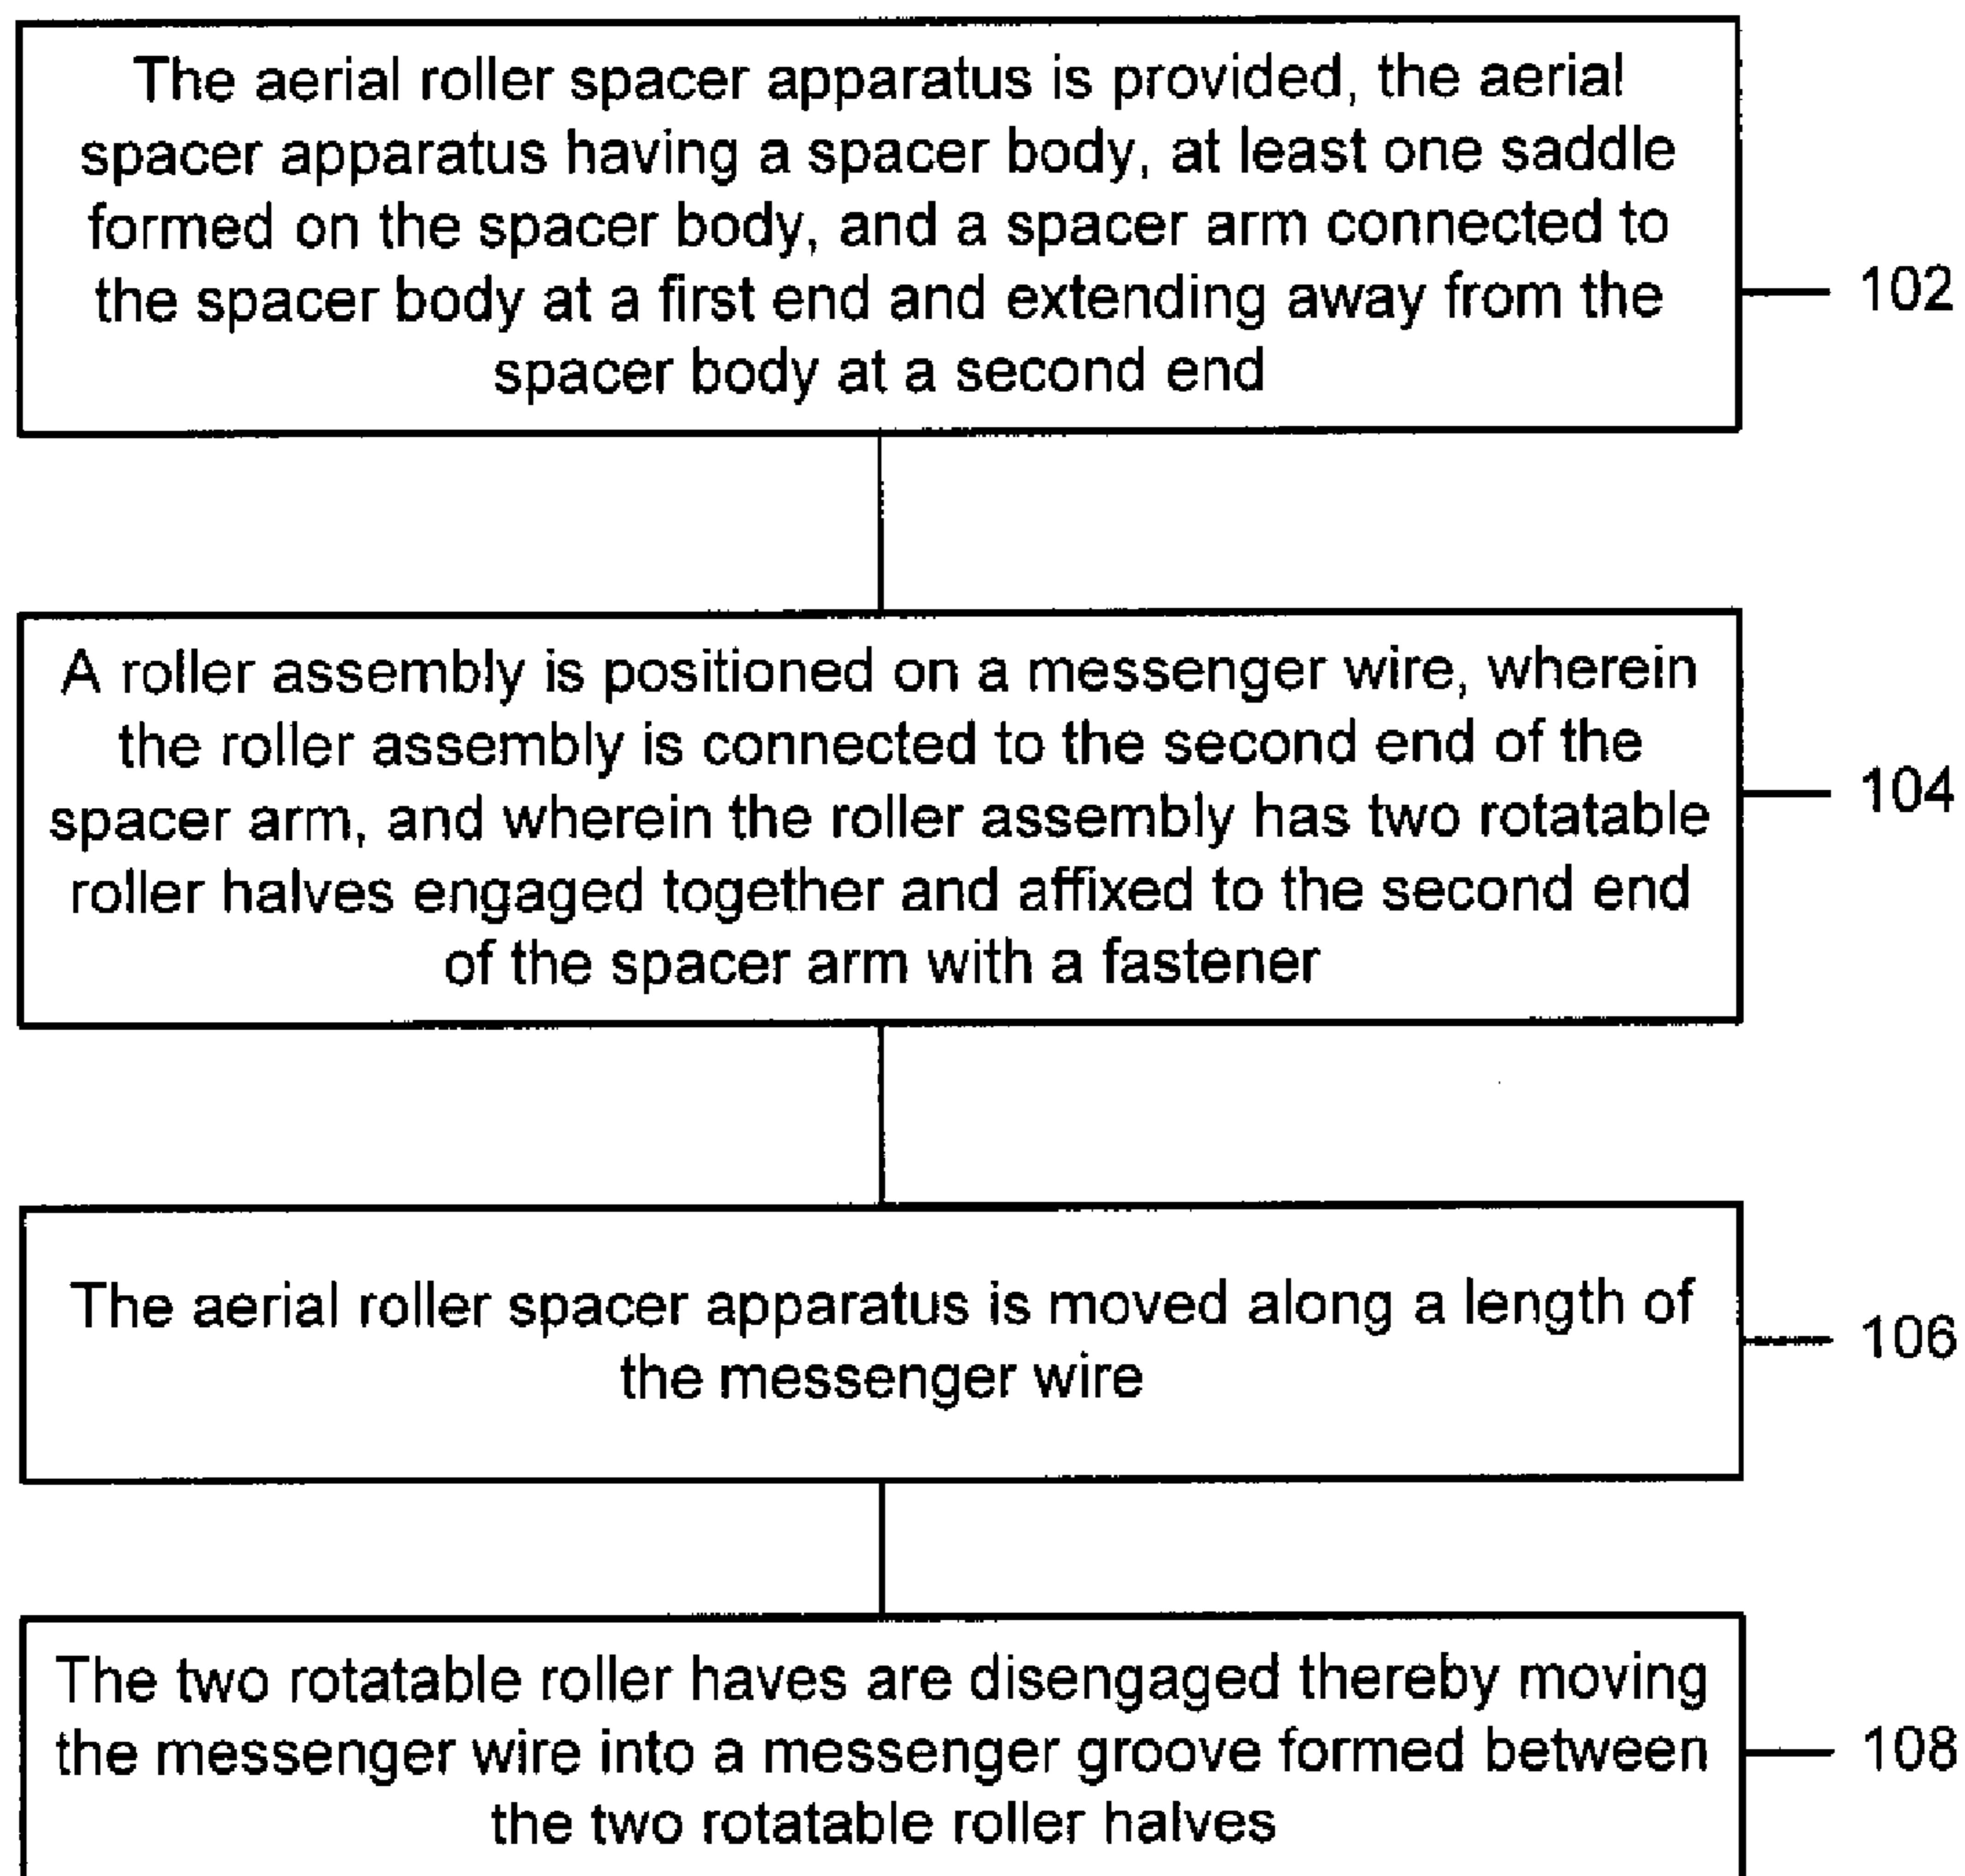 The aerial roller spacer apparatus is provided, the aerial
spacer apparatus having a spacer body, at least one saddle
formed on the spacer body, and a spacer arm connected to
the spacer body at a first end and extending away from the
spacer body at a second end
102
A roller assembly is positioned on a messenger wire, wherein
the roller assembly is connected to the second end of the
spacer arm, and wherein the roller assembly has two rotatable
roller halves engaged together and affixed to the second end
of the spacer arm with a fastener
104
The aerial roller spacer apparatus is moved along a length of
the messenger wire
106
The two rotatable roller haves are disengaged thereby moving
the messenger wire into a messenger groove formed between
the two rotatable roller halves
108